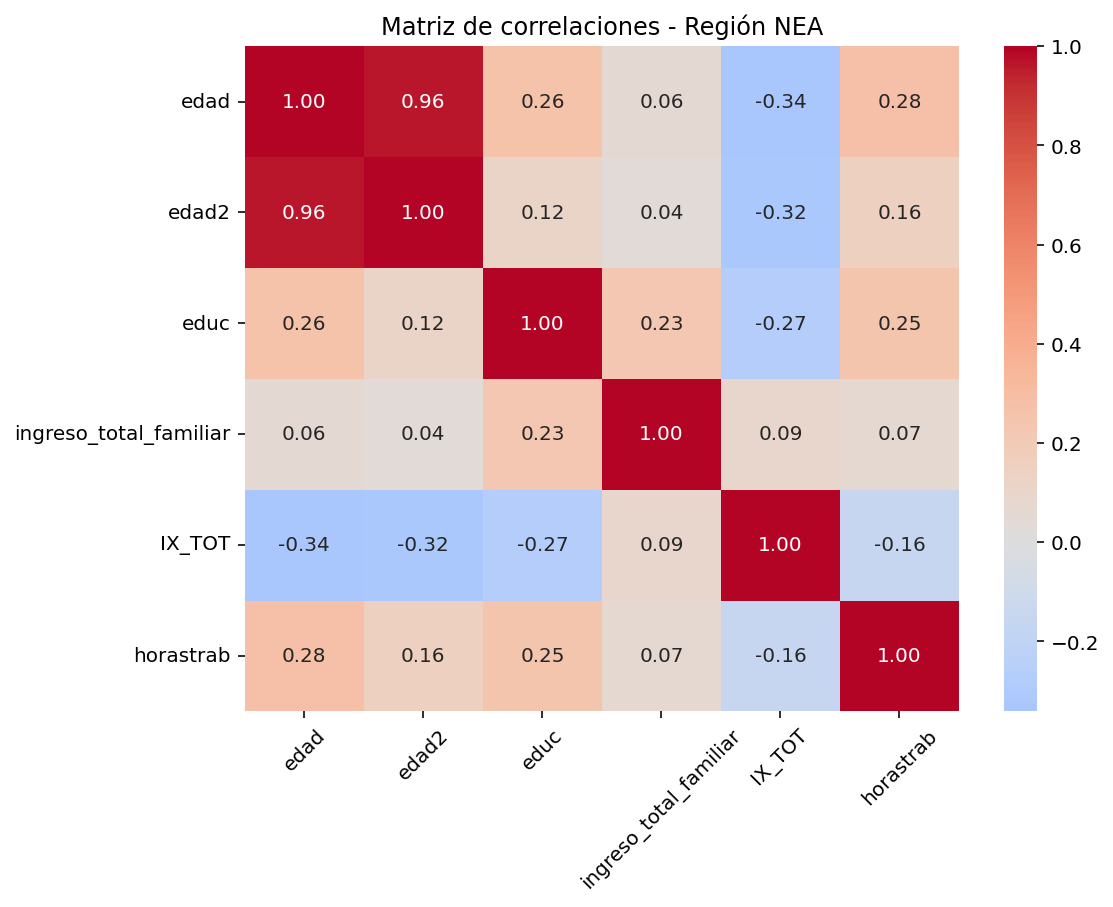 Matriz de correlaciones - Región NEA
edad 1.00 0.96 0.26 0.06 -0.34 0.28
edad2 0.96 1.00 0.12 0.04 -0.32 0.16
educ 0.26 0.12 1.00 0.23 -0.27 0.25
ingreso_total_familiar 0.06 0.04 0.23 1.00 0.09 0.07
IX_TOT -0.34 -0.32 -0.27 0.09 1.00 -0.16
horastrab 0.28 0.16 0.25 0.07 -0.16 1.00
edad edad2 educ ingreso_total_familiar IX_TOT horastrab
1.0
0.8
0.6
0.4
0.2
0.0
−0.2